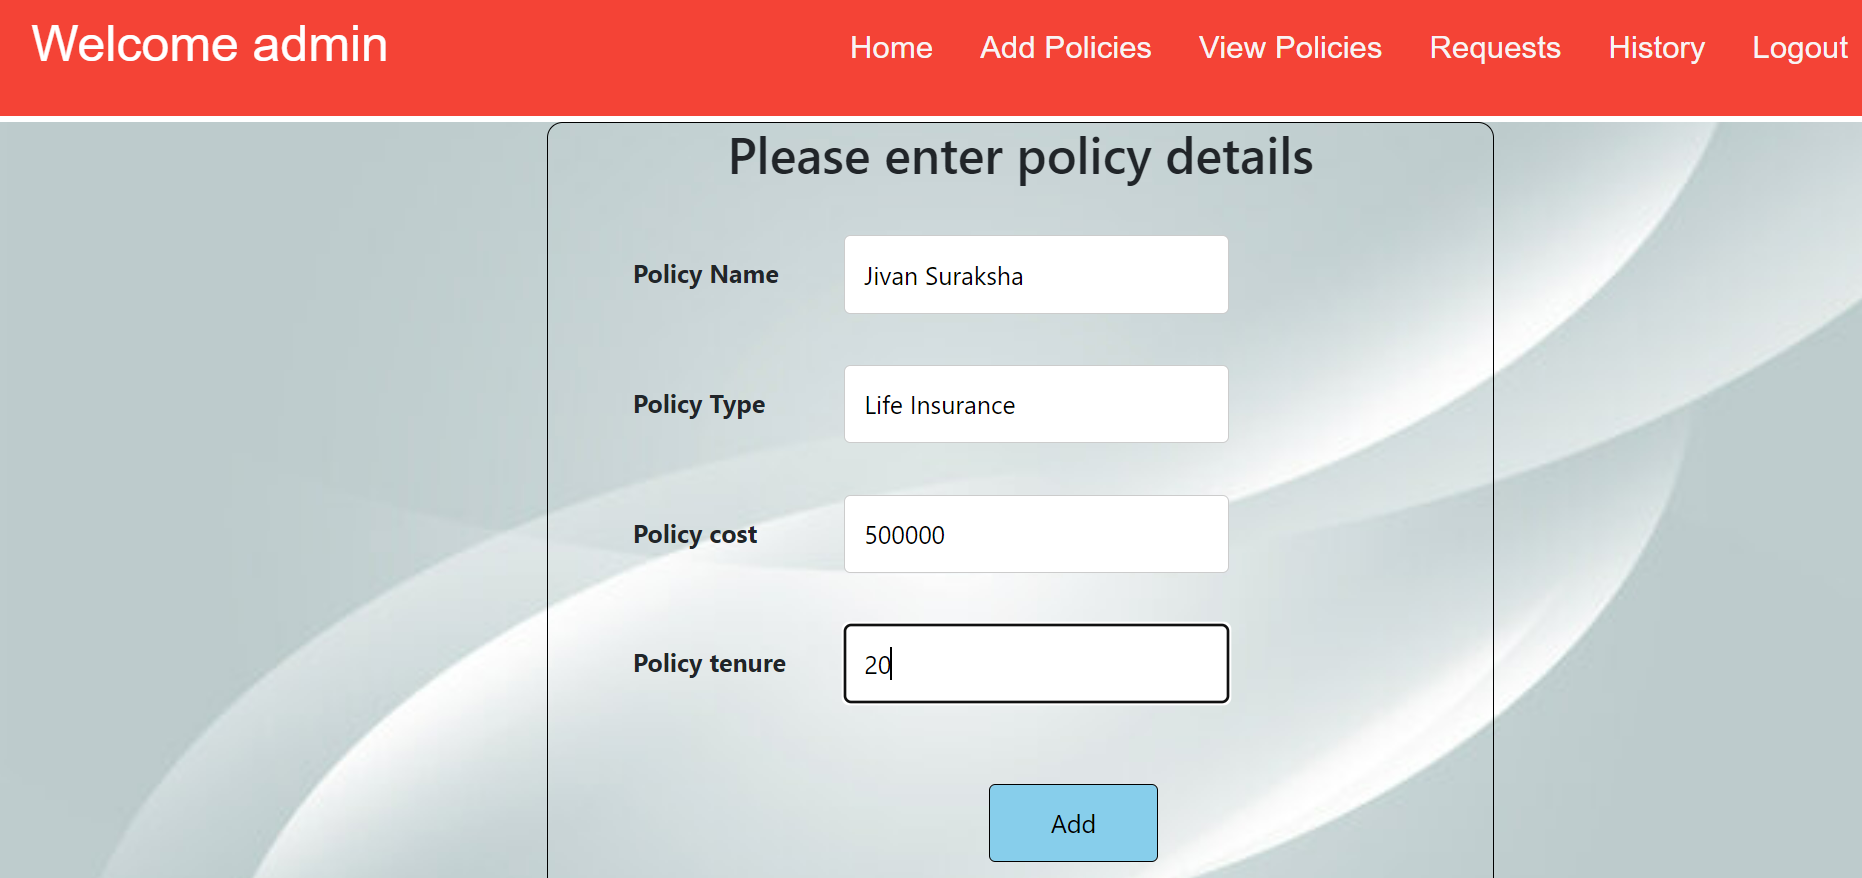 Welcome admin
Home Add Policies View Policies Requests History Logout
Please enter policy details
Policy Name Jivan Suraksha
Policy Type Life Insurance
Policy cost 500000
Policy tenure 20
Add